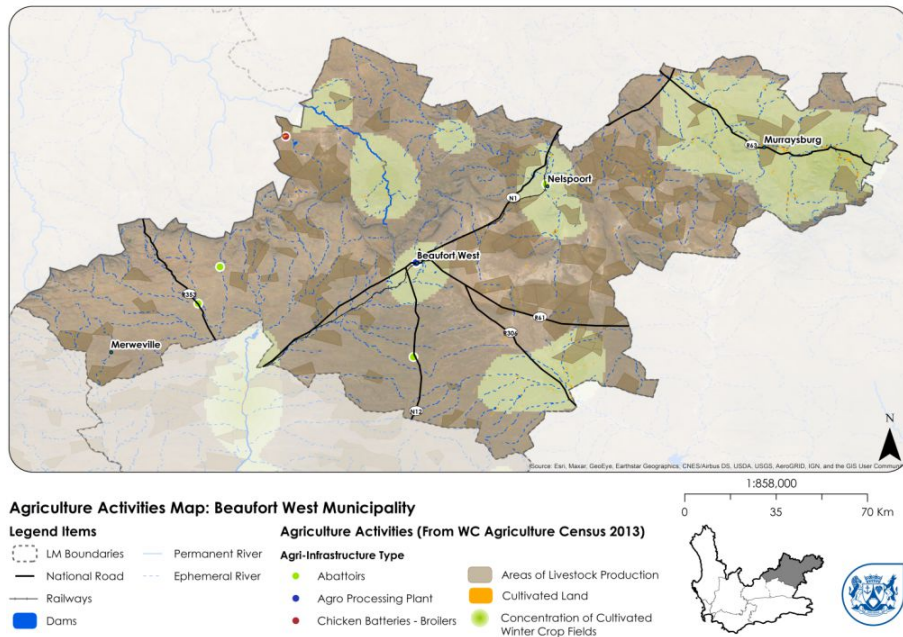 Murraysburg
R63
Nelspoort
N1
Beaufort West
R353
R61
R306
Merweville
N12
N
Source: Esri, Maxar, GeoEye, Earthstar Geographics, CNES/Airbus DS, USDA, USGS, AeroGRID, IGN, and the GIS User Communi
Agriculture Activities Map: Beaufort West Municipality
1:858,000
0 35 70 Km
Legend Items
LM Boundaries
National Road
Railways
Dams
Permanent River
Ephemeral River
Agriculture Activities (From WC Agriculture Census 2013)
Agri-Infrastructure Type
Abattoirs
Agro Processing Plant
Chicken Batteries - Broilers
Areas of Livestock Production
Cultivated Land
Concentration of Cultivated
Winter Crop Fields